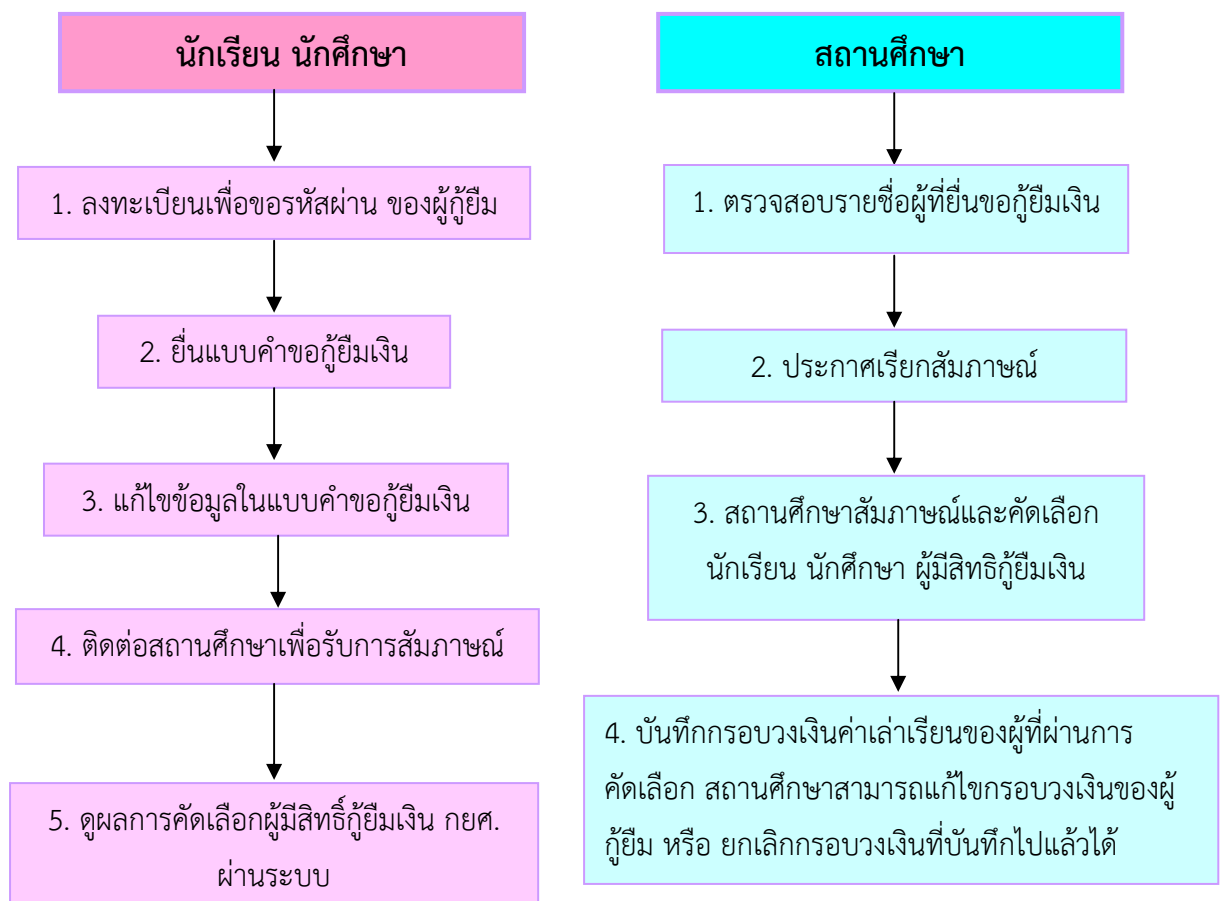 นักเรียน นักศึกษา
1. ลงทะเบียนเพื่อขอรหัสผ่าน ของผู้กู้ยืม
2. ยื่นแบบคำขอกู้ยืมเงิน
3. แก้ไขข้อมูลในแบบคำขอกู้ยืมเงิน
4. ติดต่อสถานศึกษาเพื่อรับการสัมภาษณ์
5. ดูผลการคัดเลือกผู้มีสิทธิ์กู้ยืมเงิน กยศ.
ผ่านระบบ
สถานศึกษา
1. ตรวจสอบรายชื่อผู้ที่ยื่นขอกู้ยืมเงิน
2. ประกาศเรียกสัมภาษณ์
3. สถานศึกษาสัมภาษณ์และคัดเลือก
นักเรียน นักศึกษา ผู้มีสิทธิกู้ยืมเงิน
4. บันทึกกรอบวงเงินค่าเล่าเรียนของผู้ที่ผ่านการ
คัดเลือก สถานศึกษาสามารถแก้ไขกรอบวงเงินของผู้
กู้ยืม หรือ ยกเลิกกรอบวงเงินที่บันทึกไปแล้วได้